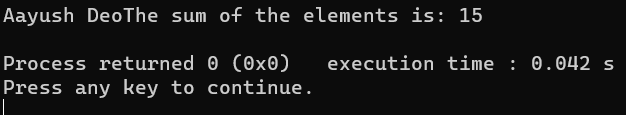 Aayush DeoThe sum of the elements is: 15
Process returned 0 (0x0)   execution time : 0.042 s
Press any key to continue.